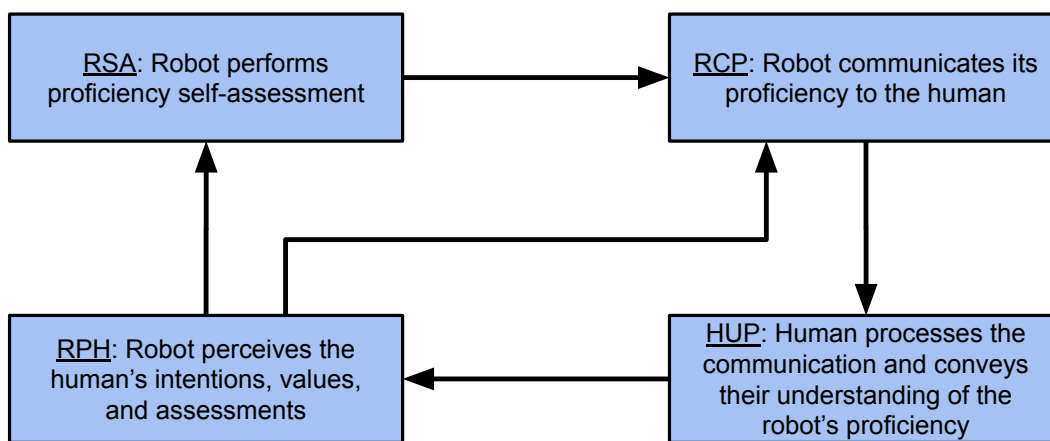 RSA: Robot performs
proficiency self-assessment
RCP: Robot communicates its
proficiency to the human
RPH: Robot perceives the
human's intentions, values,
and assessments
HUP: Human processes the
communication and conveys
their understanding of the
robot's proficiency